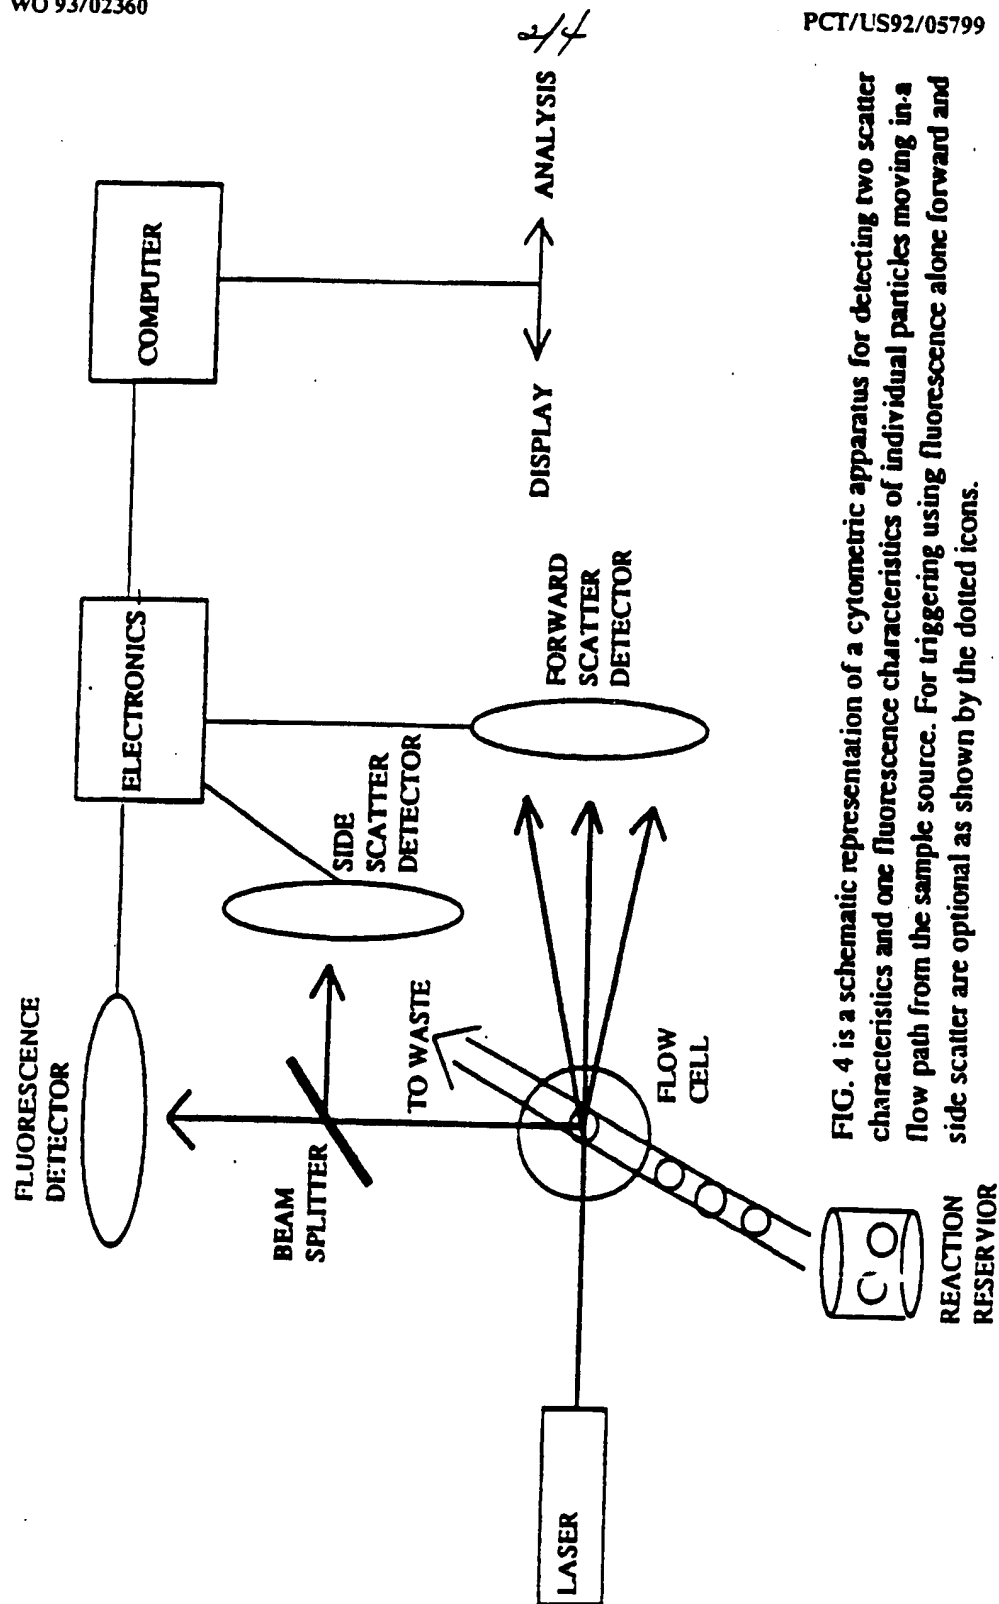 WO 93/02360
PCT/US92/05799
2/4
FLUORESCENCE
DETECTOR
ELECTRONICS
COMPUTER
BEAM
SPLITTER
SIDE
SCATTER
DETECTOR
TO WASTE
DISPLAY
ANALYSIS
LASER
FLOW
CELL
FORWARD
SCATTER
DETECTOR
REACTION
RESERVIOR
FIG. 4 is a schematic representation of a cytometric apparatus for detecting two scatter
characteristics and one fluorescence characteristics of individual particles moving in a
flow path from the sample source. For triggering using fluorescence alone forward and
side scatter are optional as shown by the dotted icons.